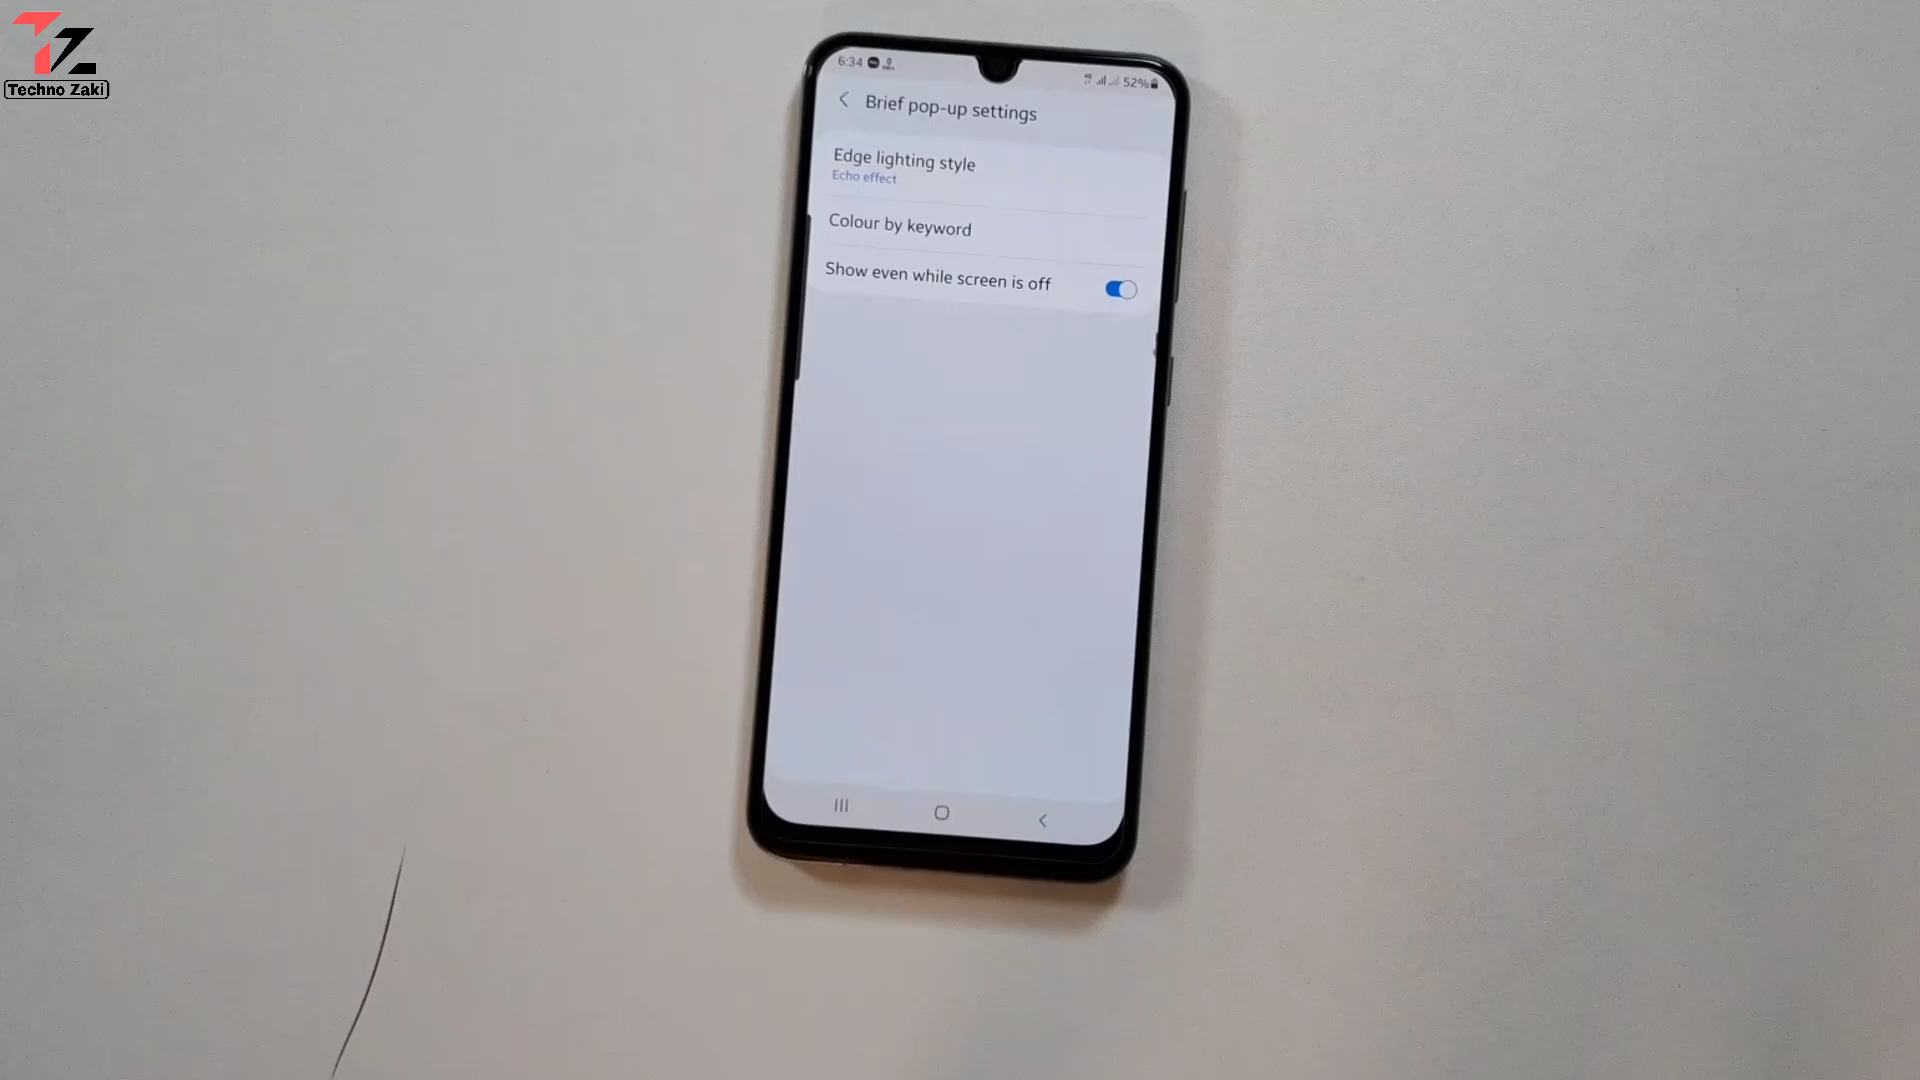 TZ
Techno Zaki
6:34
52%
Brief pop-up settings
Edge lighting style
Echo effect
Colour by keyword
Show even while screen is off